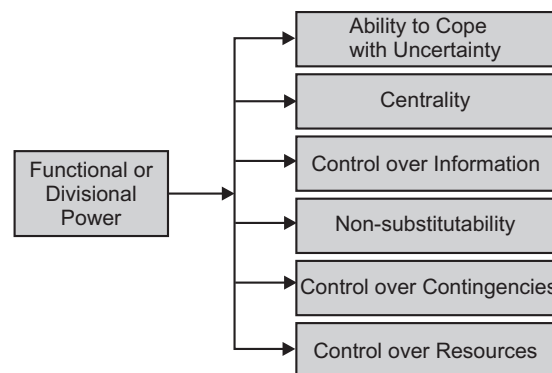 Ability to Cope
with Uncertainty
Centrality
Functional or
Divisional
Power
Control over Information
Non-substitutability
Control over Contingencies
Control over Resources